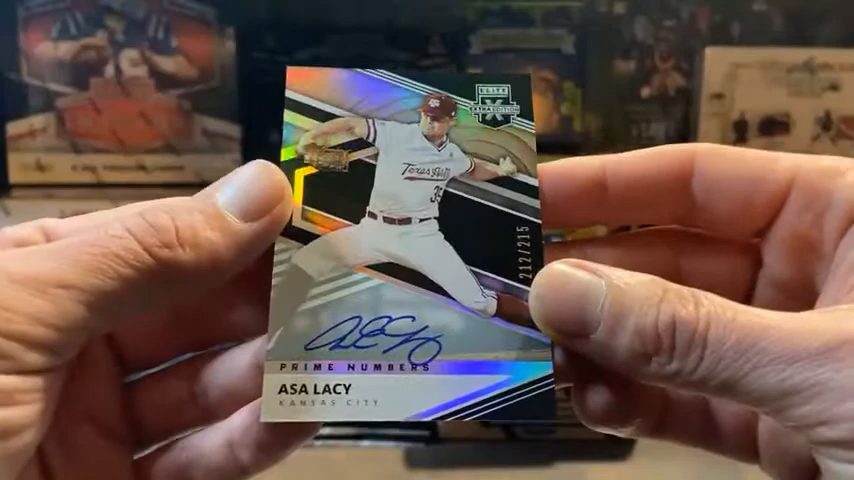 ELITE
EXTRA EDITION
Texas A&M
35
212/215
PRIME NUMBERS
ASA LACY
KANSAS CITY